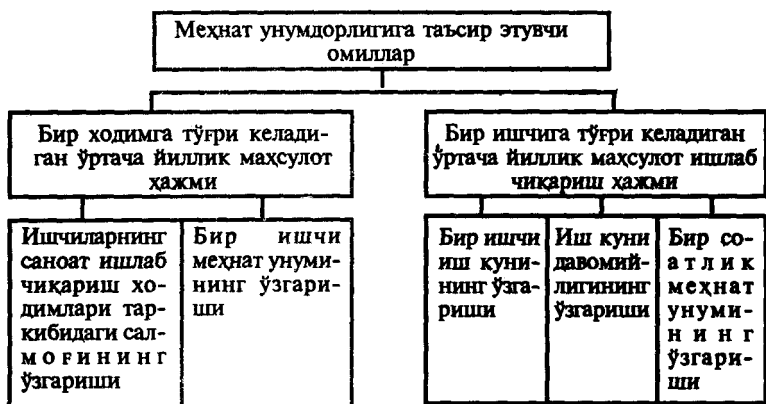 Меҳнат унумдорлигига таъсир этувчи
омиллар
Бир ходимга тўғри келади-
ган ўртача йиллик маҳсулот
ҳажми
Бир ишчига тўғри келадиган
ўртача йиллик маҳсулот ишлаб
чиқариш ҳажми
Ишчиларнинг
саноат ишлаб
чиқариш хо-
димлари тар-
кибидаги сал-
моғининг
ўзгариши
Бир ишчи
меҳнат унуми-
нинг ўзгари-
ши
Бир ишчи
иш куни-
нинг ўзга-
риши
Иш куни
давомий-
лигининг
ўзгариши
Бир со-
атлик
меҳнат
унуми-
нинг
ўзгари-
ши